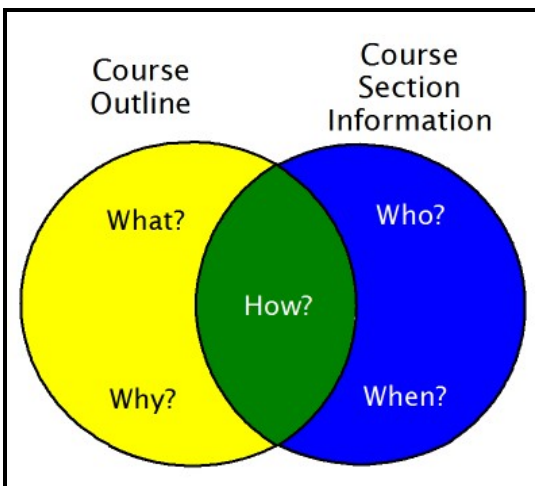 Course
Outline
Course
Section
Information
What?
Who?
How?
Why?
When?